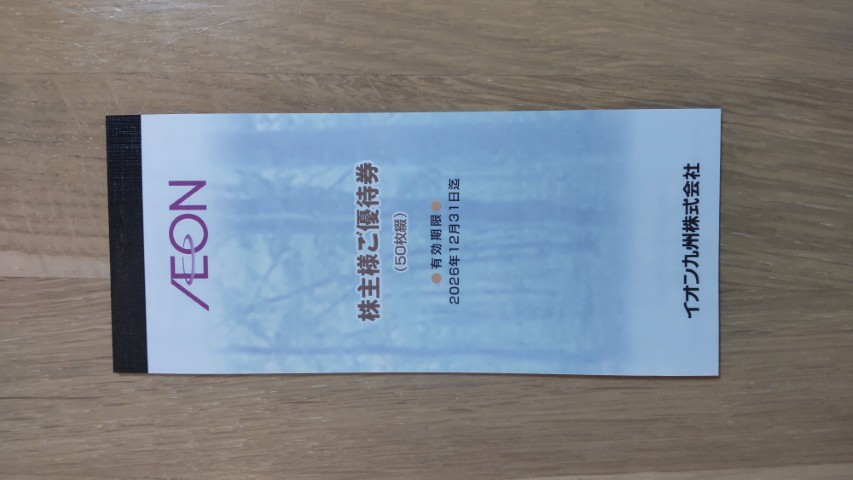 ÆON
株主様ご優待券
(50枚綴)
●有効期限●
2026年12月31日迄
イオン九州株式会社